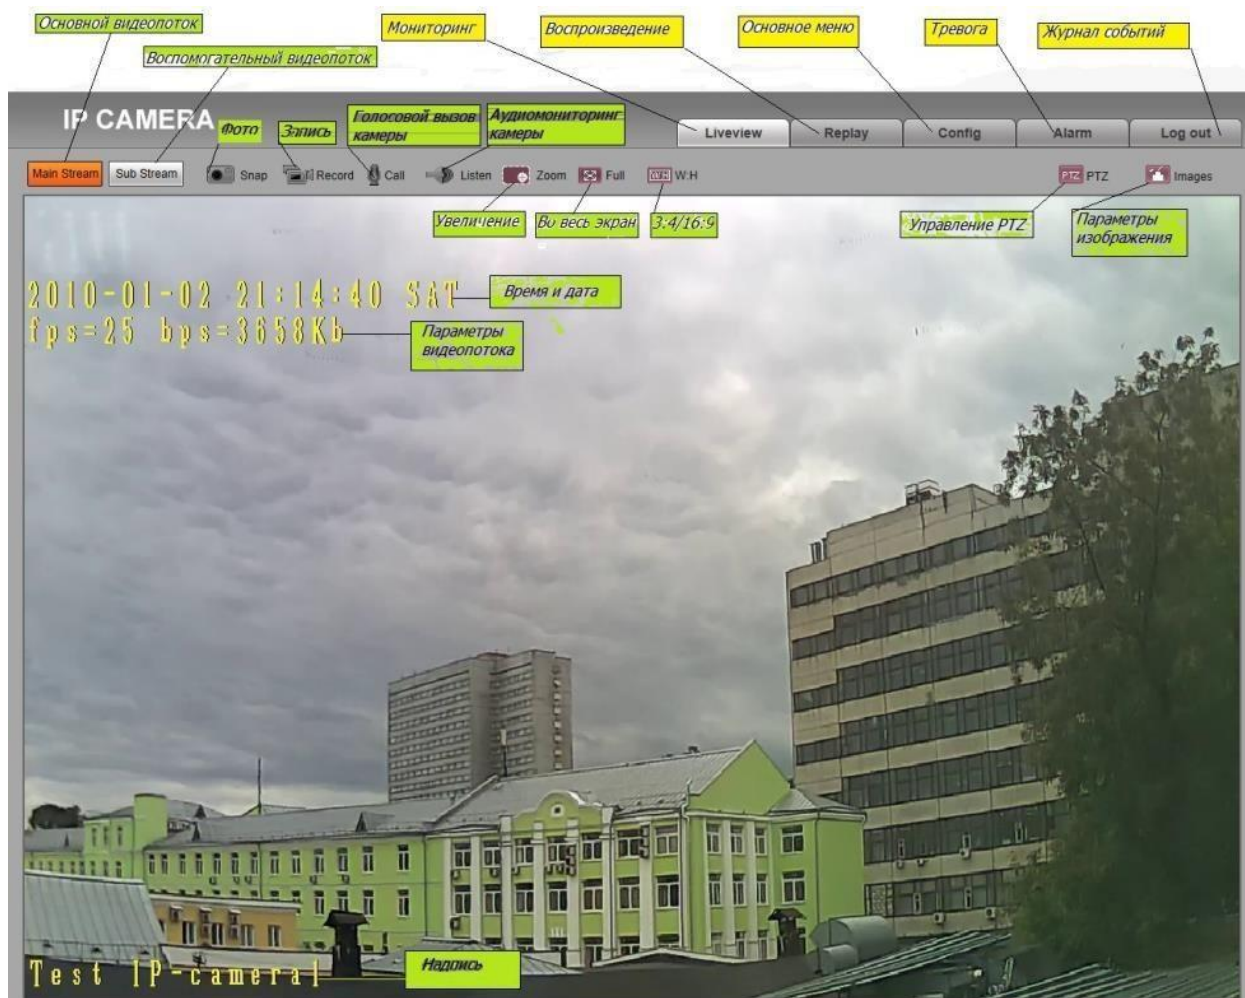 Основной видеопоток
Воспомогательный видеопоток
Мониторинг
Воспроизведение
Основное меню
Тревога
Журнал событий
IP CAMERA
Фото
Запись
Голосовой вызов
камеры
Аудиомониторинг
камеры
Liveview
Replay
Config
Alarm
Log out
Main Stream
Sub Stream
Snap
Record
Call
Listen
Zoom
Full
W:H
W:H
PTZ
PTZ
Images
Увеличение
Во весь экран
3:4/16:9
Управление PTZ
Параметры
изображения
2010-01-02 21:14:40 SAT
Время и дата
fps=25 bps=3658Kb
Параметры
видеопотока
Test IP-camera1
Надпись